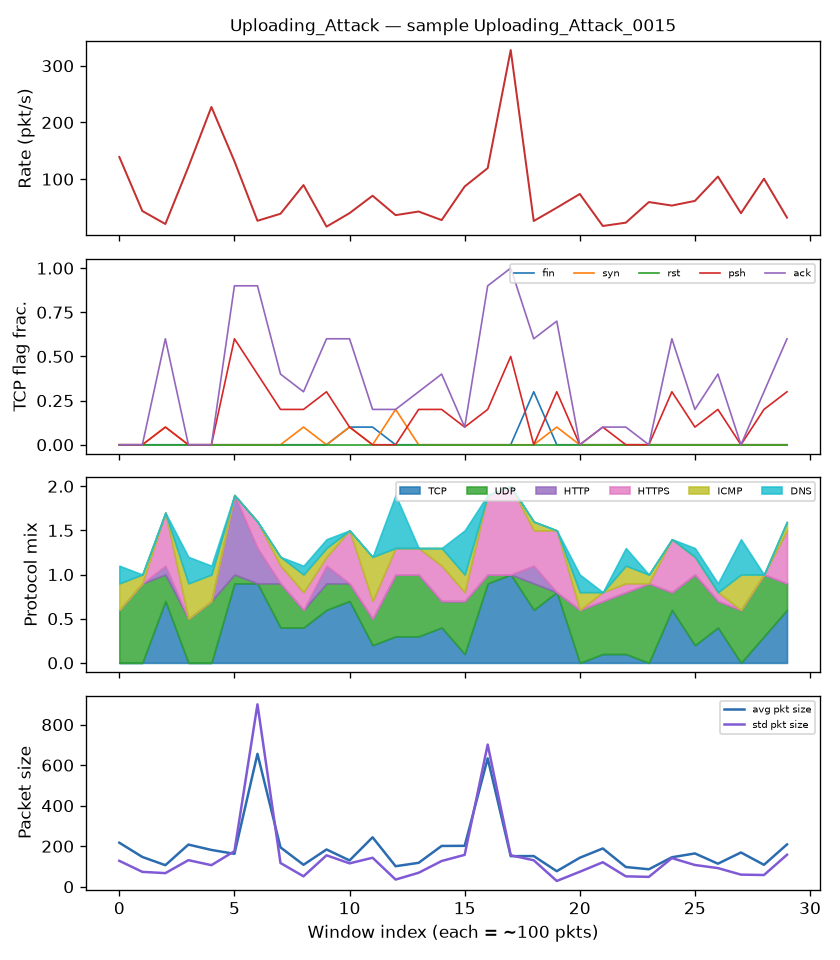 Uploading_Attack — sample Uploading_Attack_0015
Rate (pkt/s)
300
200
100
TCP flag frac.
1.00
0.75
0.50
0.25
0.00
fin syn rst psh ack
Protocol mix
2.0
1.5
1.0
0.5
0.0
TCP UDP HTTP HTTPS ICMP DNS
Packet size
800
600
400
200
0
avg pkt size
std pkt size
0 5 10 15 20 25 30
Window index (each = ~100 pkts)